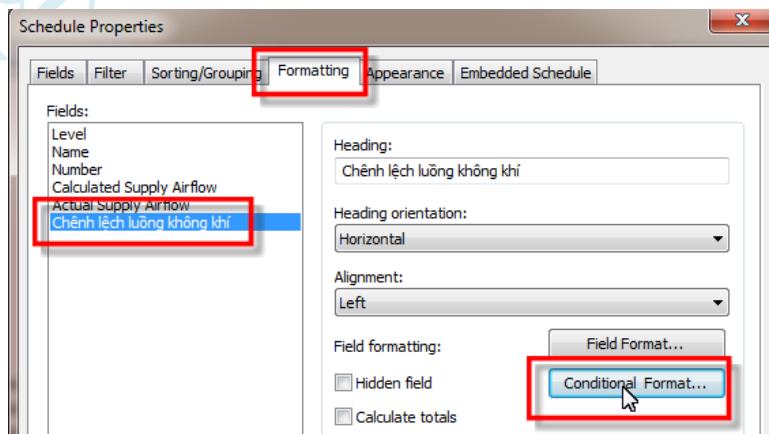 Schedule Properties
Fields Filter Sorting/Grouping Formatting Appearance Embedded Schedule
Fields:
Level
Name
Number
Calculated Supply Airflow
Actual Supply Airflow
Chênh lệch luồng không khí
Heading:
Chênh lệch luồng không khí
Heading orientation:
Horizontal
Alignment:
Left
Field formatting:
Field Format...
Hidden field
Conditional Format...
Calculate totals